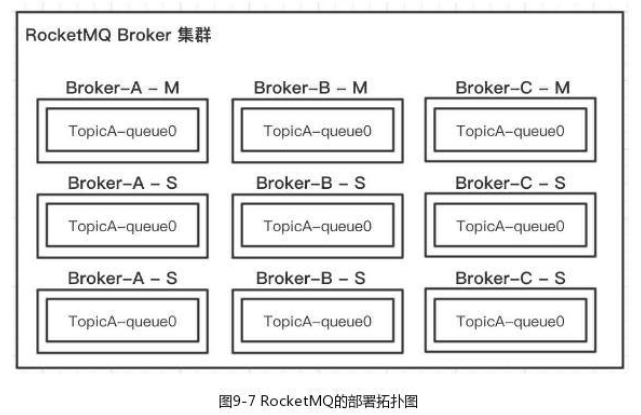 RocketMQ Broker 集群
Broker-A - M Broker-B - M Broker-C - M
TopicA-queue0 TopicA-queue0 TopicA-queue0
Broker-A - S Broker-B - S Broker-C - S
TopicA-queue0 TopicA-queue0 TopicA-queue0
Broker-A - S Broker-B - S Broker-C - S
TopicA-queue0 TopicA-queue0 TopicA-queue0
图9-7 RocketMQ的部署拓扑图